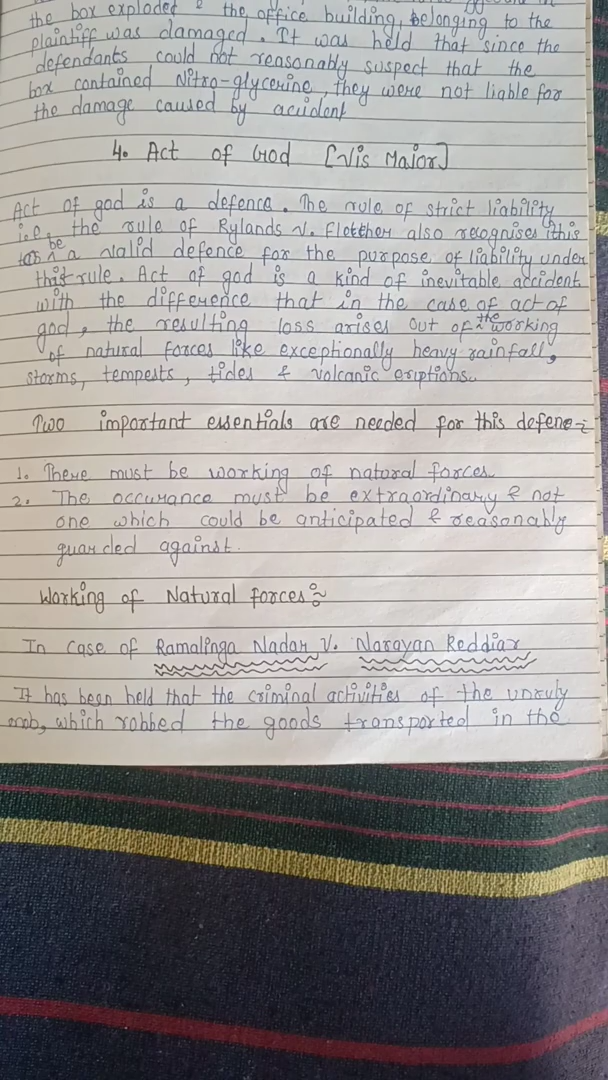 the box exploded & the office building, belonging to the
plaintiff was damaged. It was held that since the
defendants could not reasonably suspect that the
box contained Nitro-glycerine, they were not liable for
the damage caused by accident
4. Act of God [Vis Major]
Act of god is a defence. The rule of strict liability
i.e, the rule of Rylands v. Fletcher also recognises this
to be a valid defence for the purpose of liability under
this rule. Act of god is a kind of inevitable accident
with the difference that in the case of act of
god, the resulting loss arises out of the working
of natural forces like exceptionally heavy rainfall,
storms, tempests, tides & volcanic eruptions.
Two important essentials are needed for this defence-:
1. There must be working of natural forces
2. The occurance must be extraordinary & not
one which could be anticipated & reasonably
guarded against.
Working of Natural forces:~
In case of Ramalinga Nadar V. Narayan Reddiar
It has been held that the criminal activities of the unruly
mob, which robbed the goods transported in the